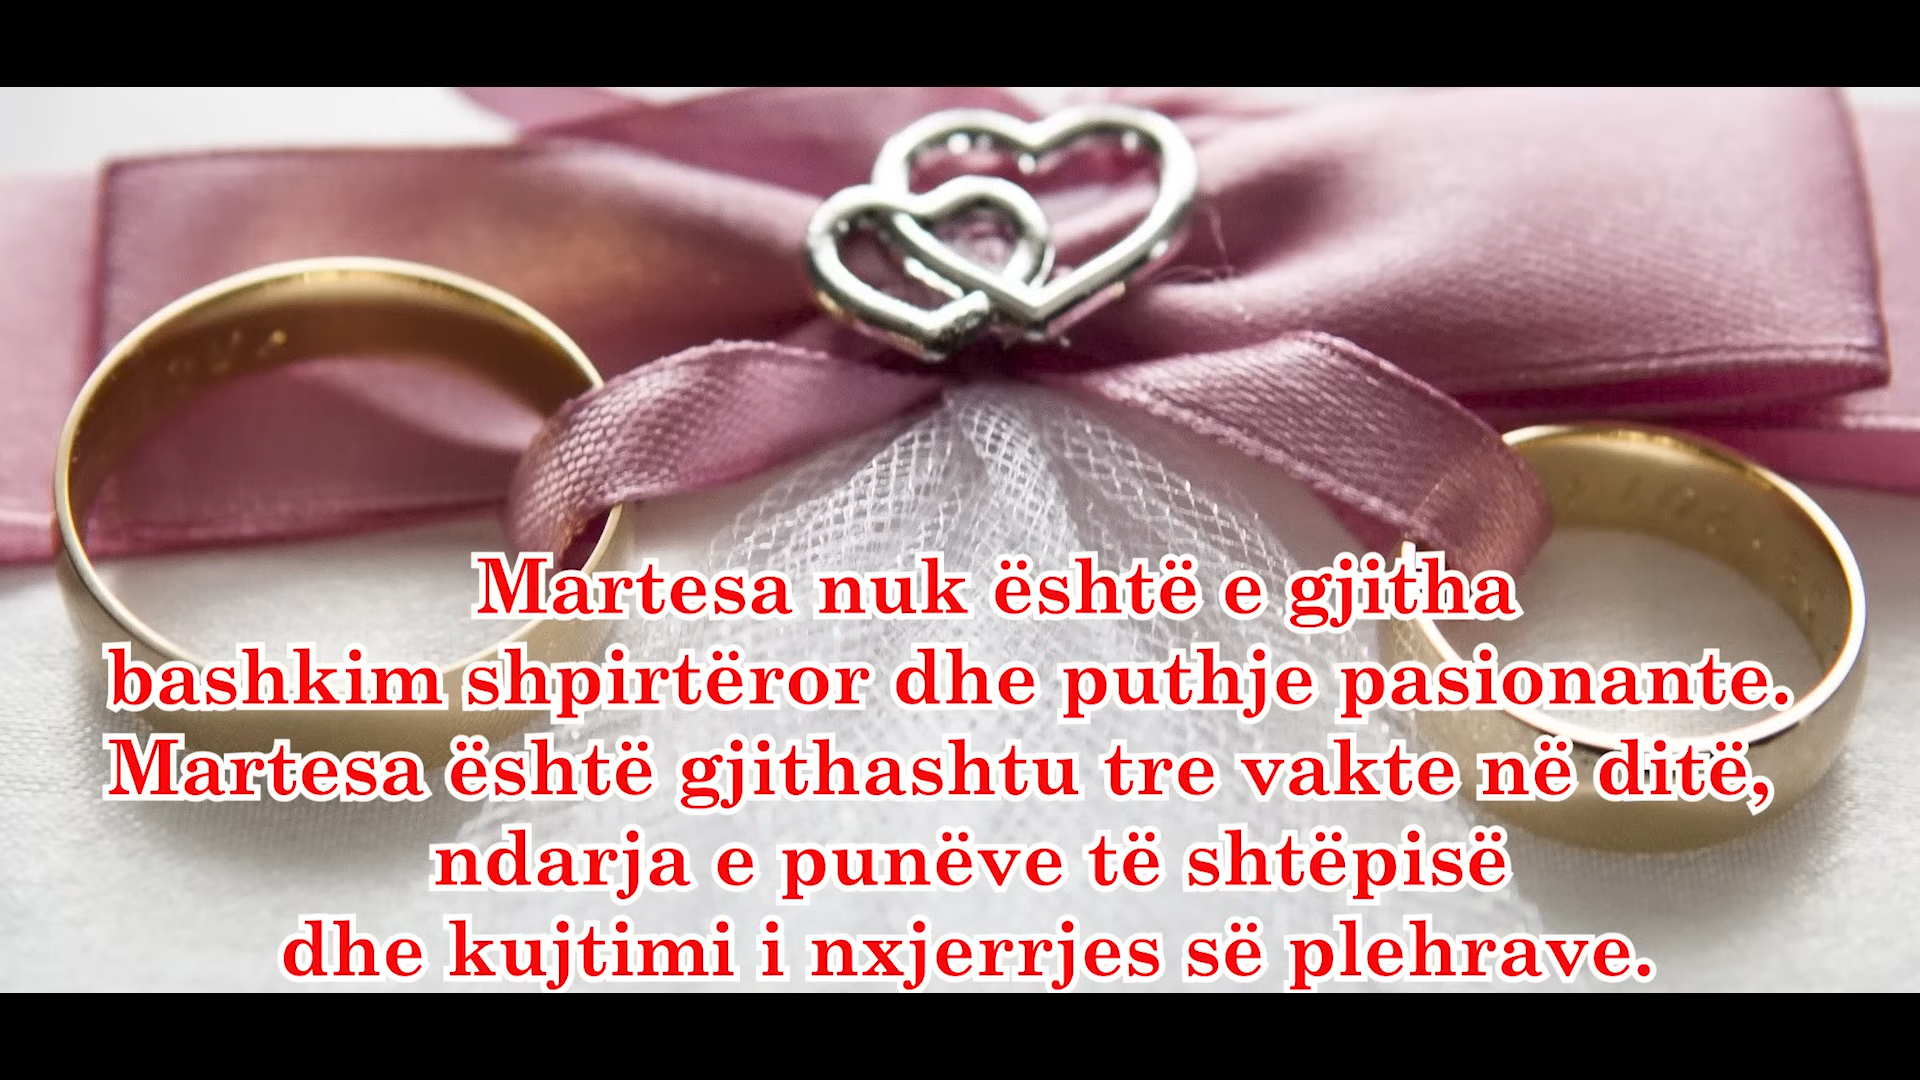 Martesa nuk është e gjitha
bashkim shpirtëror dhe puthje pasionante.
Martesa është gjithashtu tre vakte në ditë,
ndarja e punëve të shtëpisë
dhe kujtimi i nxjerrjes së plehrave.